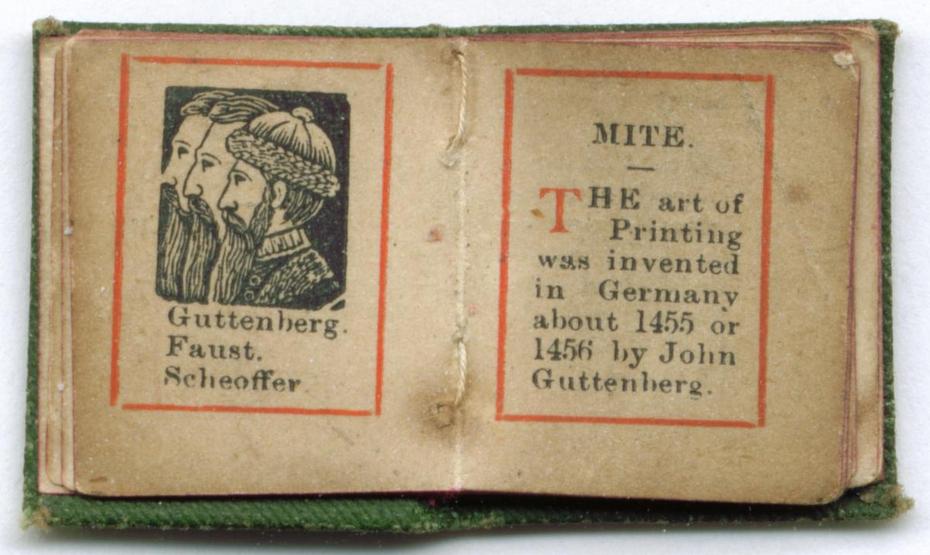 Guttenberg.
Faust.
Scheoffer
MITE.
THE art of
Printing
was invented
in Germany
about 1455 or
1456 by John
Guttenberg.